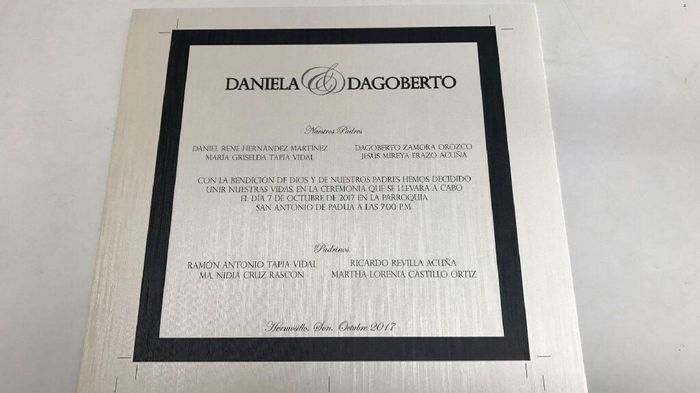 DANIELA & DAGOBERTO
Nuestros Padres
DANIEL RENE HERNÁNDEZ MARTÍNEZ
MARÍA GRISELDA TAPIA VIDAL
DAGOBERTO ZAMORA OROZCO
JESÚS MIREYA ERAZO ACUÑA
CON LA BENDICIÓN DE DIOS Y DE NUESTROS PADRES HEMOS DECIDIDO
UNIR NUESTRAS VIDAS, EN LA CEREMONIA QUE SE LLEVARA A CABO
EL DÍA 7 DE OCTUBRE DE 2017 EN LA PARROQUIA
SAN ANTONIO DE PADUA A LAS 7:00 P.M.
Padrinos
RAMÓN ANTONIO TAPIA VIDAL
MA. NIDIA CRUZ RASCON
RICARDO REVILLA ACUÑA
MARTHA LORENIA CASTILLO ORTIZ
Hermosillo, Son. Octubre 2017